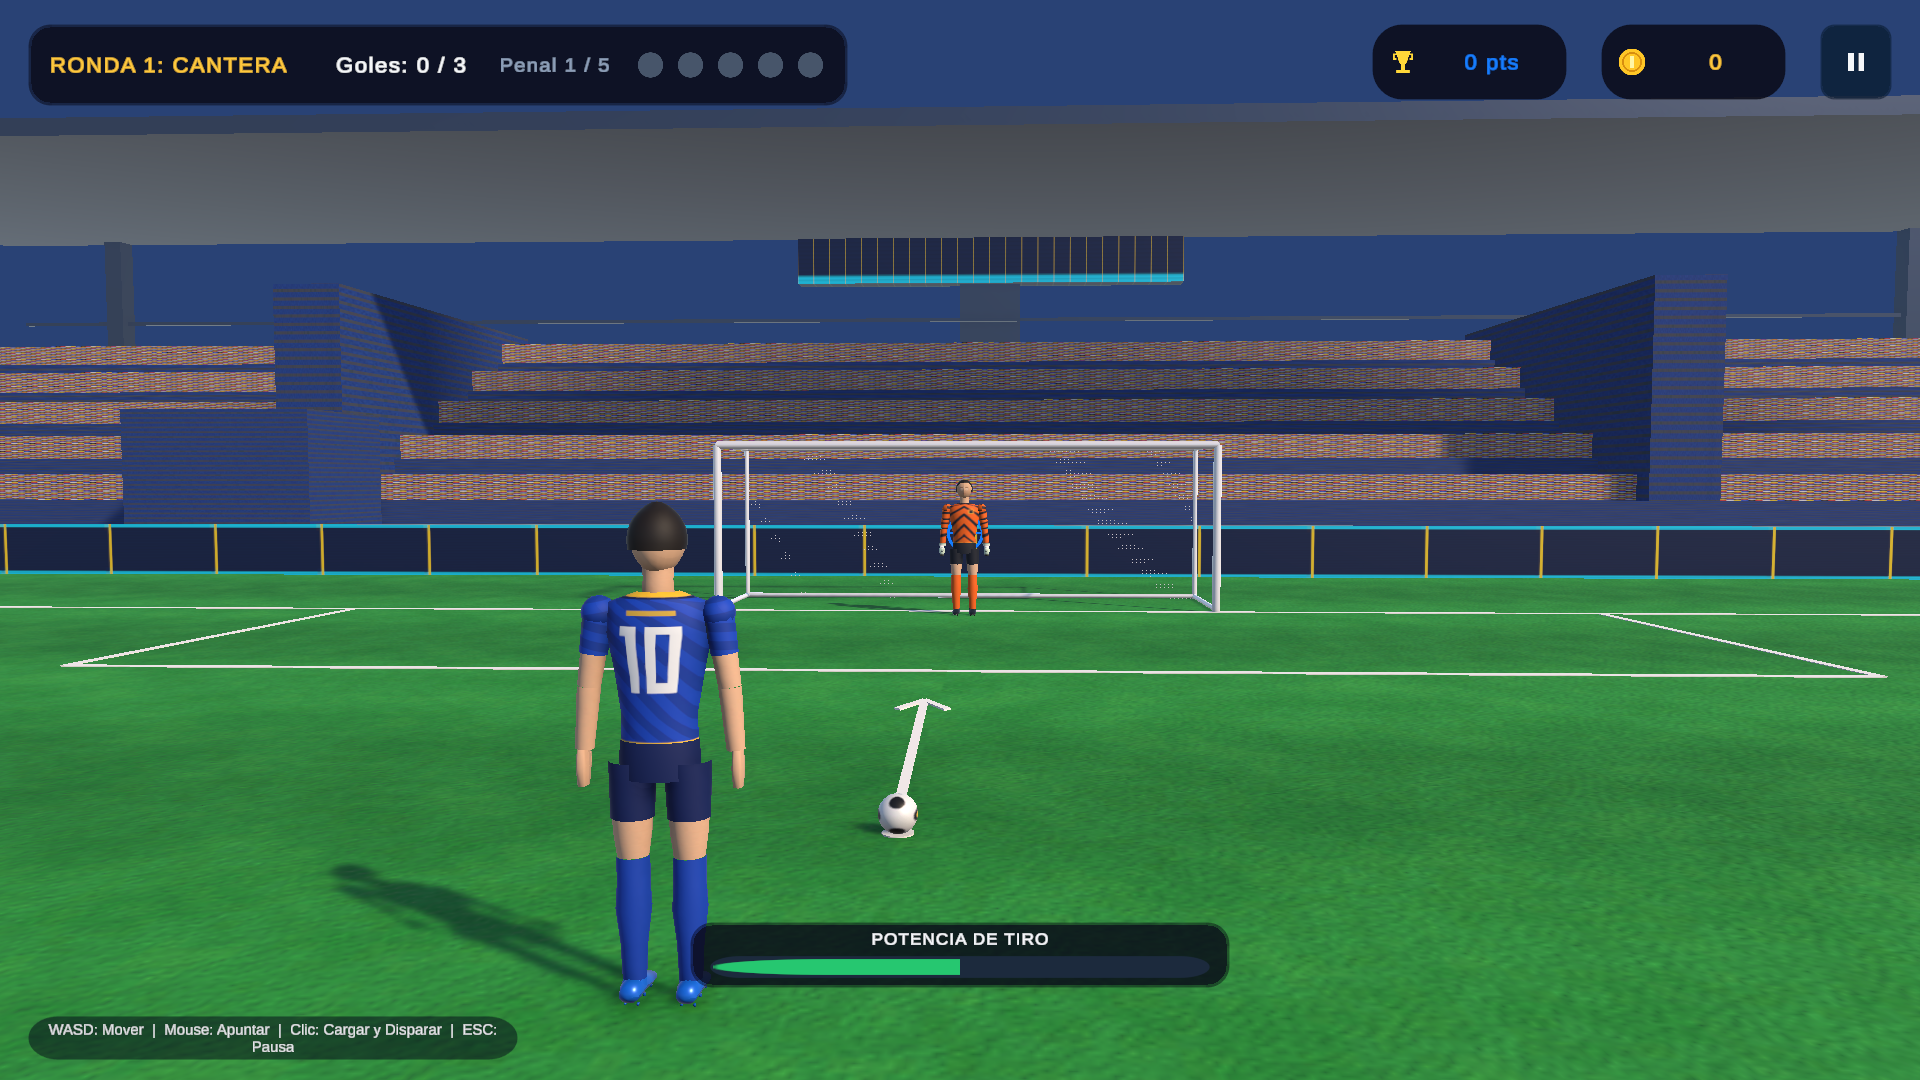 RONDA 1: CANTERA
Goles: 0 / 3
Penal 1 / 5
0 pts
0
10
POTENCIA DE TIRO
WASD: Mover | Mouse: Apuntar | Clic: Cargar y Disparar | ESC:
Pausa